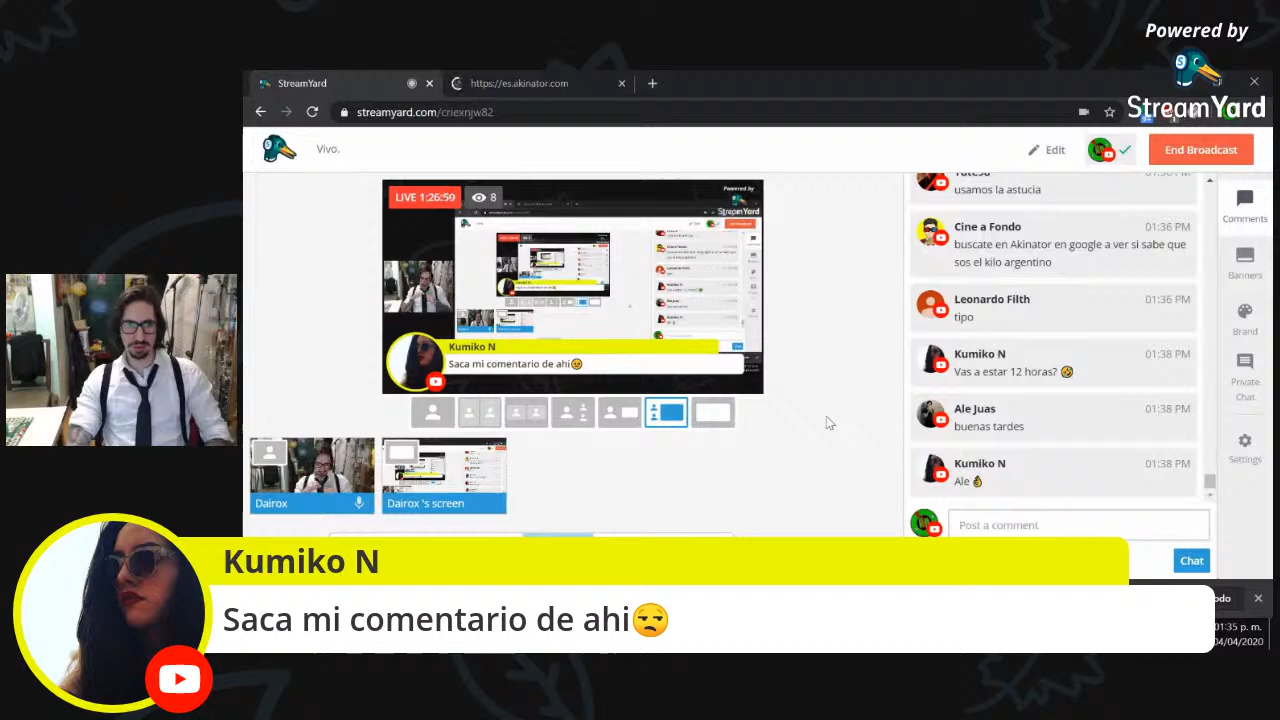 Powered by
StreamYard
StreamYard
https://es.akinator.com
streamyard.com/criexnjw82
Vivo.
Edit
End Broadcast
LIVE 1:26:59
8
Powered by
StreamYard
Kumiko N
Saca mi comentario de ahi😒
Dairox
Dairox 's screen
usamos la astucia
Cine a Fondo
01:36 PM
buscate en Akinator en google a ver si sabe que
sos el kilo argentino
Leonardo Filth
01:36 PM
tipo
Kumiko N
01:38 PM
Vas a estar 12 horas? 🤣
Ale Juas
01:38 PM
buenas tardes
Kumiko N
01:38 PM
Ale 👌
Post a comment
Chat
Comments
Banners
Brand
Private
Chat
Settings
01:35 p. m.
04/04/2020
Kumiko N
Saca mi comentario de ahi😒